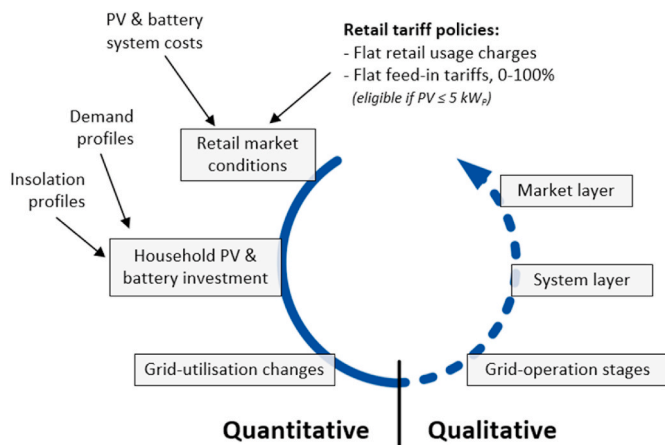 PV & battery
system costs
Retail tariff policies:
- Flat retail usage charges
- Flat feed-in tariffs, 0-100%
(eligible if PV ≤ 5 kWₚ)
Demand
profiles
Retail market
conditions
Insolation
profiles
Market layer
Household PV &
battery investment
System layer
Grid-utilisation changes
Grid-operation stages
Quantitative
Qualitative